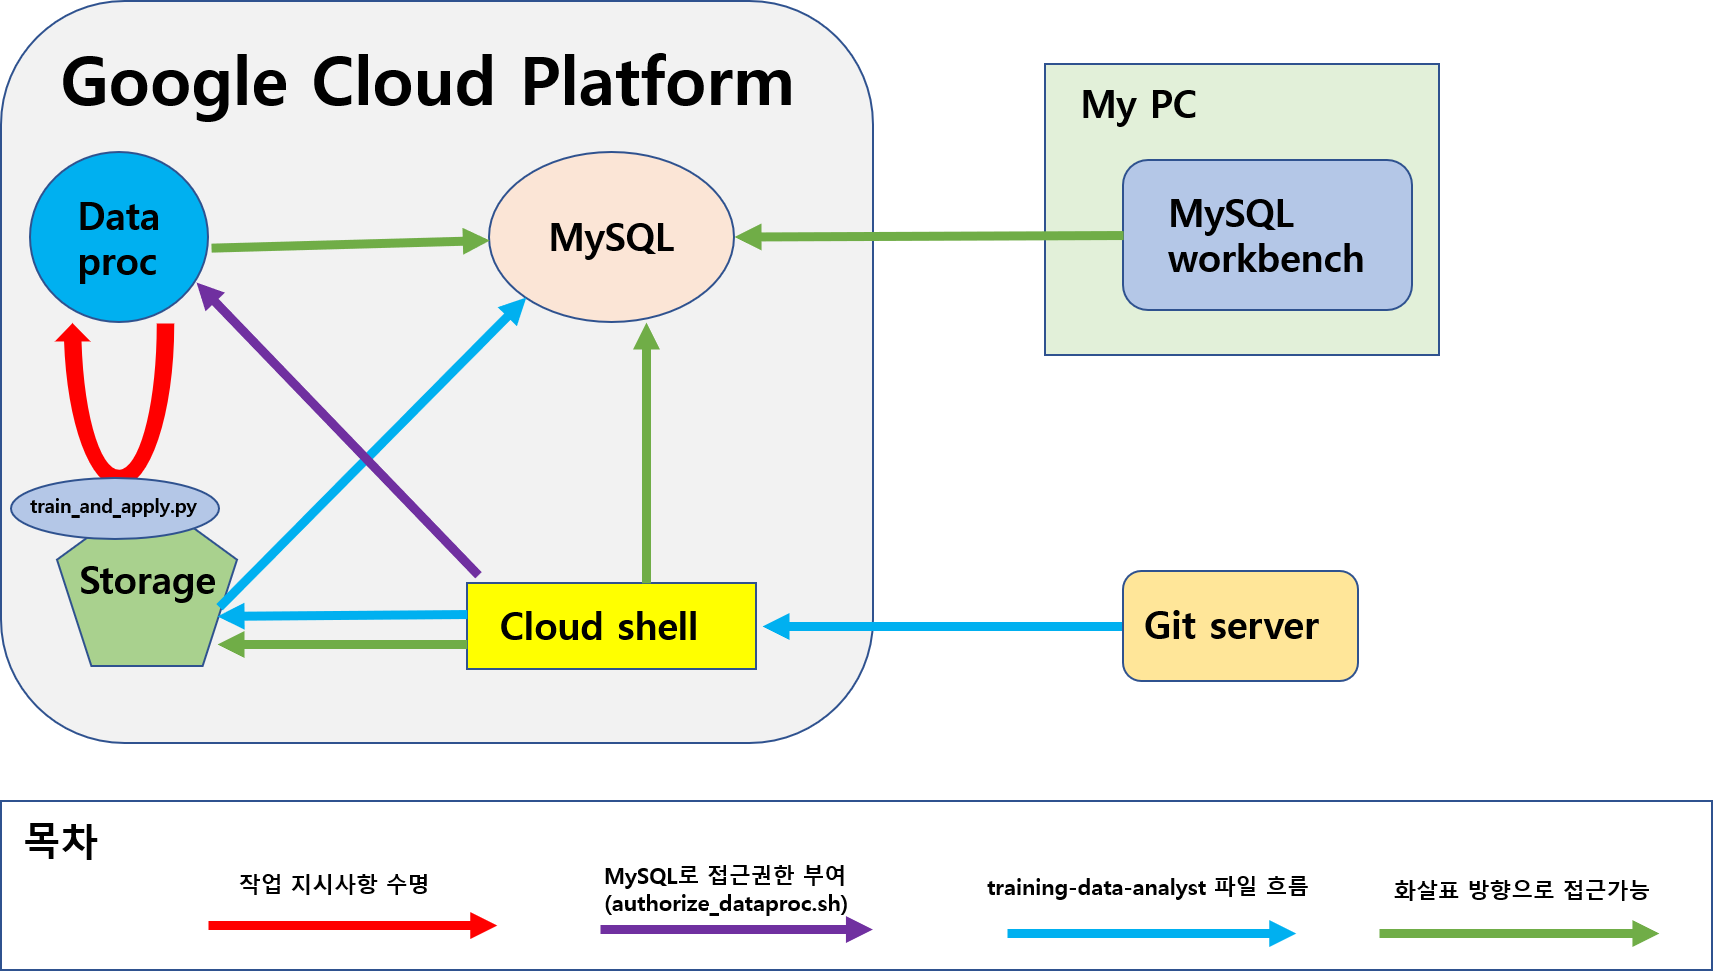 Google Cloud Platform
My PC
Data
proc
MySQL
MySQL
workbench
train_and_apply.py
Storage
Cloud shell
Git server
목차
작업 지시사항 수명
MySQL로 접근권한 부여
(authorize_dataproc.sh)
training-data-analyst 파일 흐름
화살표 방향으로 접근가능